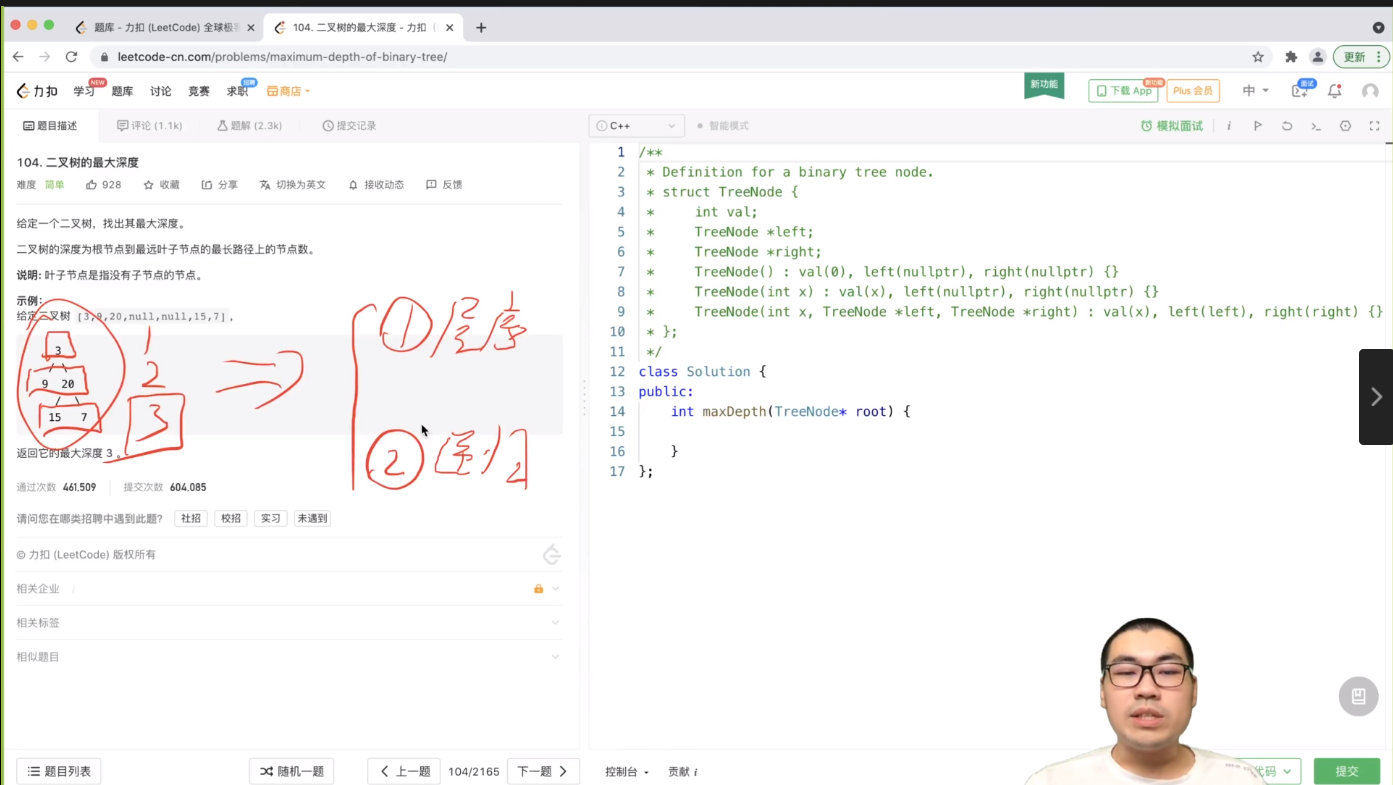 题库 - 力扣 (LeetCode) 全球极
104. 二叉树的最大深度 - 力扣
leetcode-cn.com/problems/maximum-depth-of-binary-tree/
更新
力扣 学习 NEW 题库 讨论 竞赛 求职 招聘 商店
新功能
下载 App 新功能
Plus 会员
中
面试
题目描述 评论 (1.1k) 题解 (2.3k) 提交记录
i C++ 智能模式 模拟面试 i
104. 二叉树的最大深度
难度 简单 928 收藏 分享 切换为英文 接收动态 反馈
给定一个二叉树，找出其最大深度。
二叉树的深度为根节点到最远叶子节点的最长路径上的节点数。
说明: 叶子节点是指没有子节点的节点。
示例：
给定二叉树 [3,9,20,null,null,15,7]，
3
/ \
9 20
/ \
15 7
1
2
3
1
2
返回它的最大深度 3 。
通过次数 461,509 提交次数 604,085
请问您在哪类招聘中遇到此题? 社招 校招 实习 未遇到
© 力扣 (LeetCode) 版权所有
相关企业
相关标签
相似题目
1 /**
2 * Definition for a binary tree node.
3 * struct TreeNode {
4 *     int val;
5 *     TreeNode *left;
6 *     TreeNode *right;
7 *     TreeNode() : val(0), left(nullptr), right(nullptr) {}
8 *     TreeNode(int x) : val(x), left(nullptr), right(nullptr) {}
9 *     TreeNode(int x, TreeNode *left, TreeNode *right) : val(x), left(left), right(right) {}
10 * };
11 */
12 class Solution {
13 public:
14     int maxDepth(TreeNode* root) {
15
16     }
17 };
题目列表 随机一题 上一题 104/2165 下一题 控制台 贡献 i 代码 提交